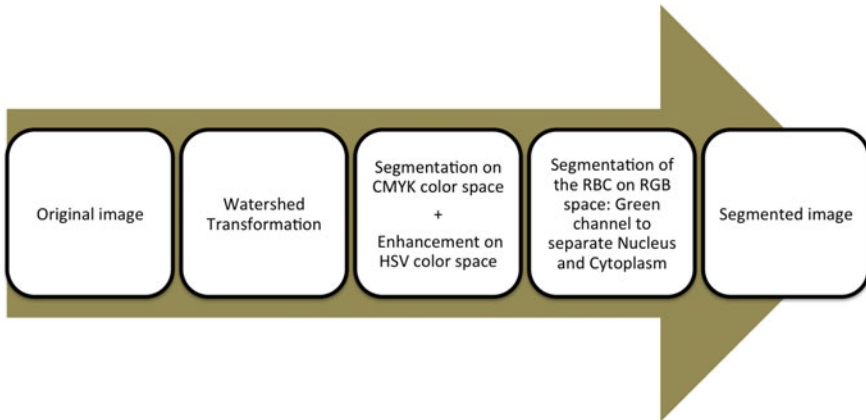 Original image
Watershed
Transformation
Segmentation on
CMYK color space
+
Enhancement on
HSV color space
Segmentation of
the RBC on RGB
space: Green
channel to
separate Nucleus
and Cytoplasm
Segmented image